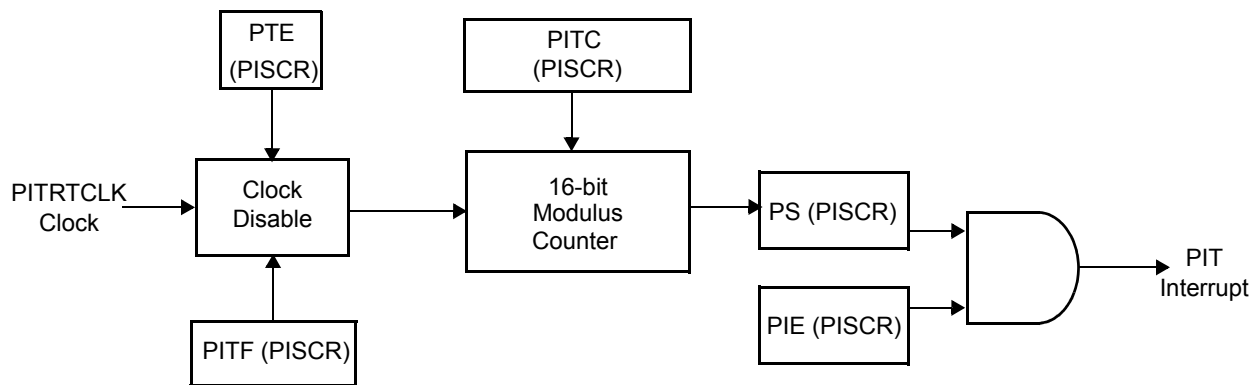 PTE
(PISCR)
PITC
(PISCR)
PITRTCLK
Clock
Clock
Disable
16-bit
Modulus
Counter
PS (PISCR)
PIE (PISCR)
PIT
Interrupt
PITF (PISCR)